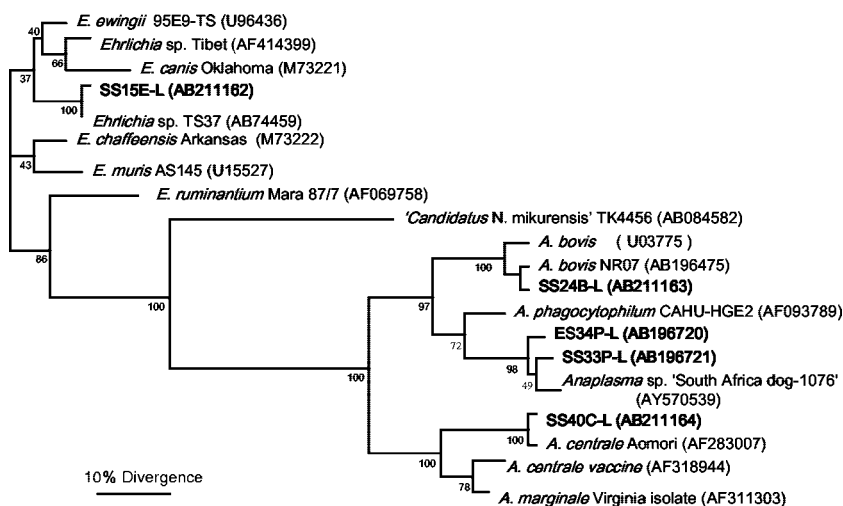 E. ewingii 95E9-TS (U96436)
40
Ehrlichia sp. Tibet (AF414399)
66
E. canis Oklahoma (M73221)
37
SS15E-L (AB211162)
100
Ehrlichia sp. TS37 (AB74459)
E. chaffeensis Arkansas (M73222)
43
E. muris AS145 (U15527)
E. ruminantium Mara 87/7 (AF069758)
'Candidatus N. mikurensis' TK4456 (AB084582)
86
A. bovis ( U03775)
100
A. bovis NR07 (AB196475)
SS24B-L (AB211163)
100
97
A. phagocytophilum CAHU-HGE2 (AF093789)
72
ES34P-L (AB196720)
98
SS33P-L (AB196721)
49
Anaplasma sp. 'South Africa dog-1076'
(AY570539)
100
SS40C-L (AB211164)
100
A. centrale Aomori (AF283007)
100
A. centrale vaccine (AF318944)
78
A. marginale Virginia isolate (AF311303)
10% Divergence